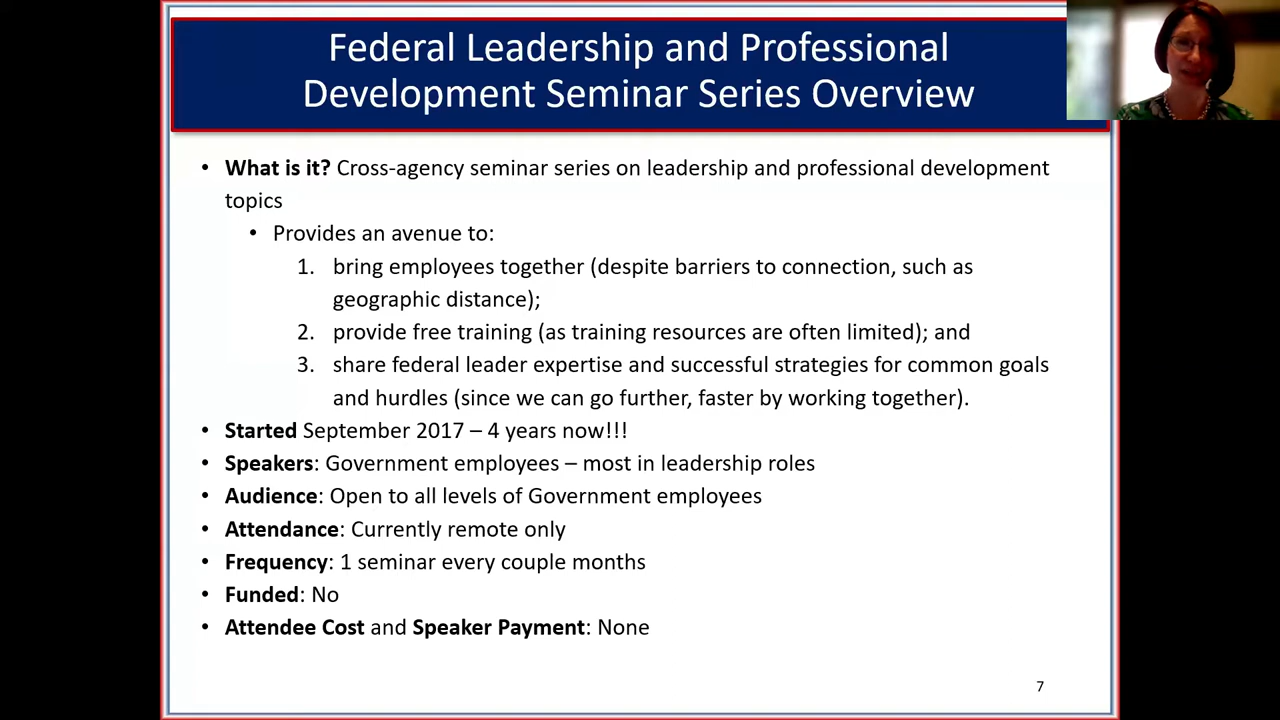 Federal Leadership and Professional
Development Seminar Series Overview
• What is it? Cross-agency seminar series on leadership and professional development
topics
• Provides an avenue to:
1. bring employees together (despite barriers to connection, such as
geographic distance);
2. provide free training (as training resources are often limited); and
3. share federal leader expertise and successful strategies for common goals
and hurdles (since we can go further, faster by working together).
• Started September 2017 – 4 years now!!!
• Speakers: Government employees – most in leadership roles
• Audience: Open to all levels of Government employees
• Attendance: Currently remote only
• Frequency: 1 seminar every couple months
• Funded: No
• Attendee Cost and Speaker Payment: None
7